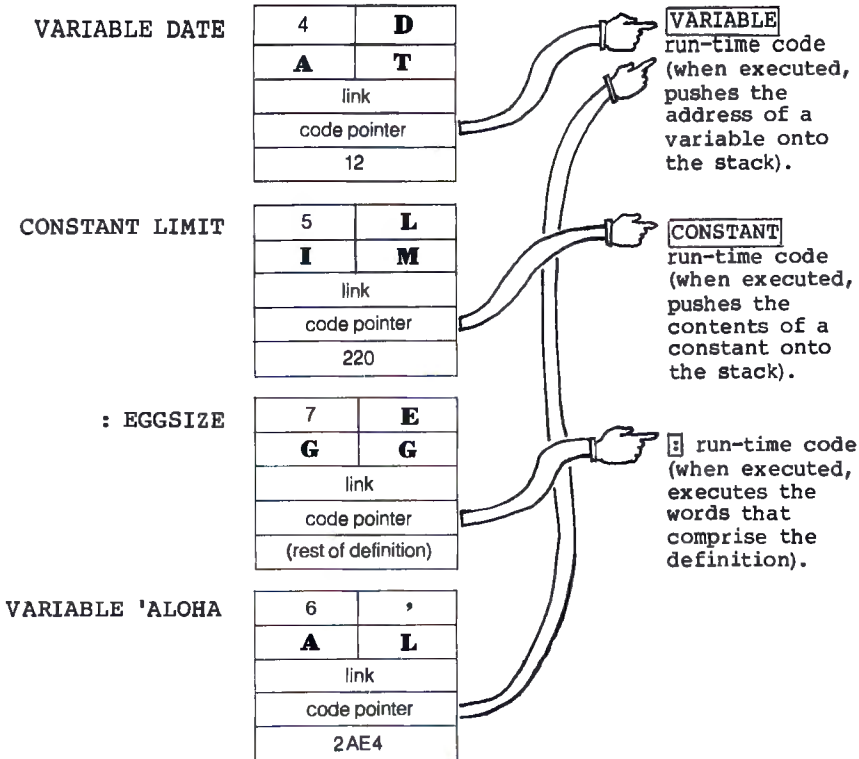 VARIABLE DATE
4 D
A T
link
code pointer
12
VARIABLE
run-time code
(when executed,
pushes the
address of a
variable onto
the stack).
CONSTANT LIMIT
5 L
I M
link
code pointer
220
CONSTANT
run-time code
(when executed,
pushes the
contents of a
constant onto
the stack).
: EGGSIZE
7 E
G G
link
code pointer
(rest of definition)
: run-time code
(when executed,
executes the
words that
comprise the
definition).
VARIABLE 'ALOHA
6 '
A L
link
code pointer
2AE4